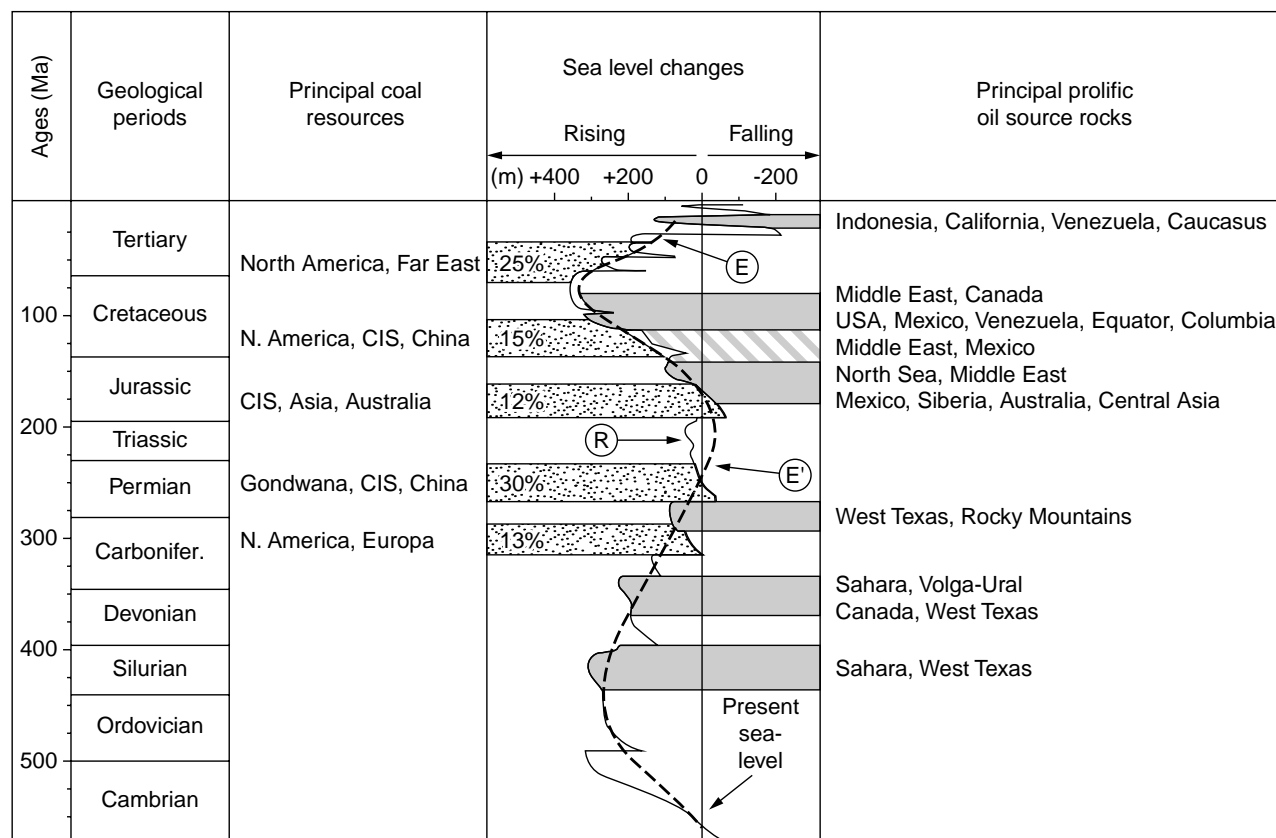 Ages (Ma)
Geological
periods
Principal coal
resources
Sea level changes
Rising
Falling
(m) +400 +200 0 -200
Principal prolific
oil source rocks
Tertiary
Indonesia, California, Venezuela, Caucasus
North America, Far East
25%
E
100
Cretaceous
Middle East, Canada
USA, Mexico, Venezuela, Equator, Columbia
N. America, CIS, China
15%
Middle East, Mexico
Jurassic
North Sea, Middle East
CIS, Asia, Australia
12%
Mexico, Siberia, Australia, Central Asia
200
Triassic
R
E'
Permian
Gondwana, CIS, China
30%
West Texas, Rocky Mountains
300
Carbonifer.
N. America, Europa
13%
Sahara, Volga-Ural
Devonian
Canada, West Texas
400
Silurian
Sahara, West Texas
Ordovician
Present
sea-
level
500
Cambrian